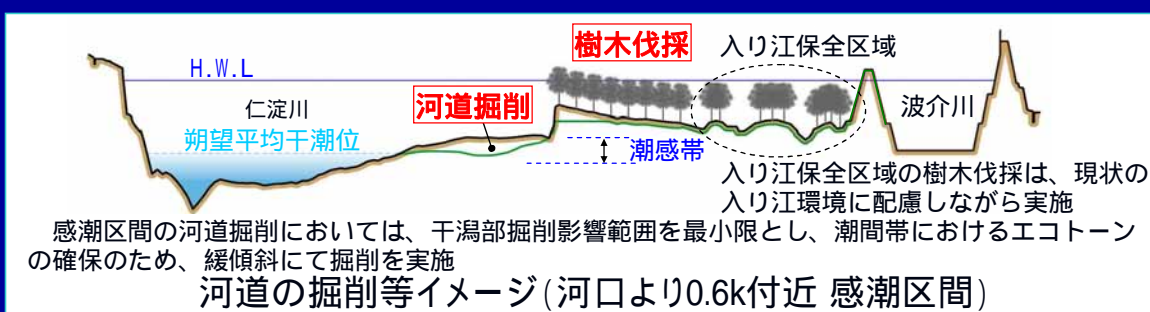 樹木伐採
入り江保全区域
H.W.L
仁淀川
河道掘削
波介川
朔望平均干潮位
潮感帯
入り江保全区域の樹木伐採は、現状の
入り江環境に配慮しながら実施
感潮区間の河道掘削においては、干潟部掘削影響範囲を最小限とし、潮間帯におけるエコトーン
の確保のため、緩傾斜にて掘削を実施
河道の掘削等イメージ(河口より0.6k付近 感潮区間)